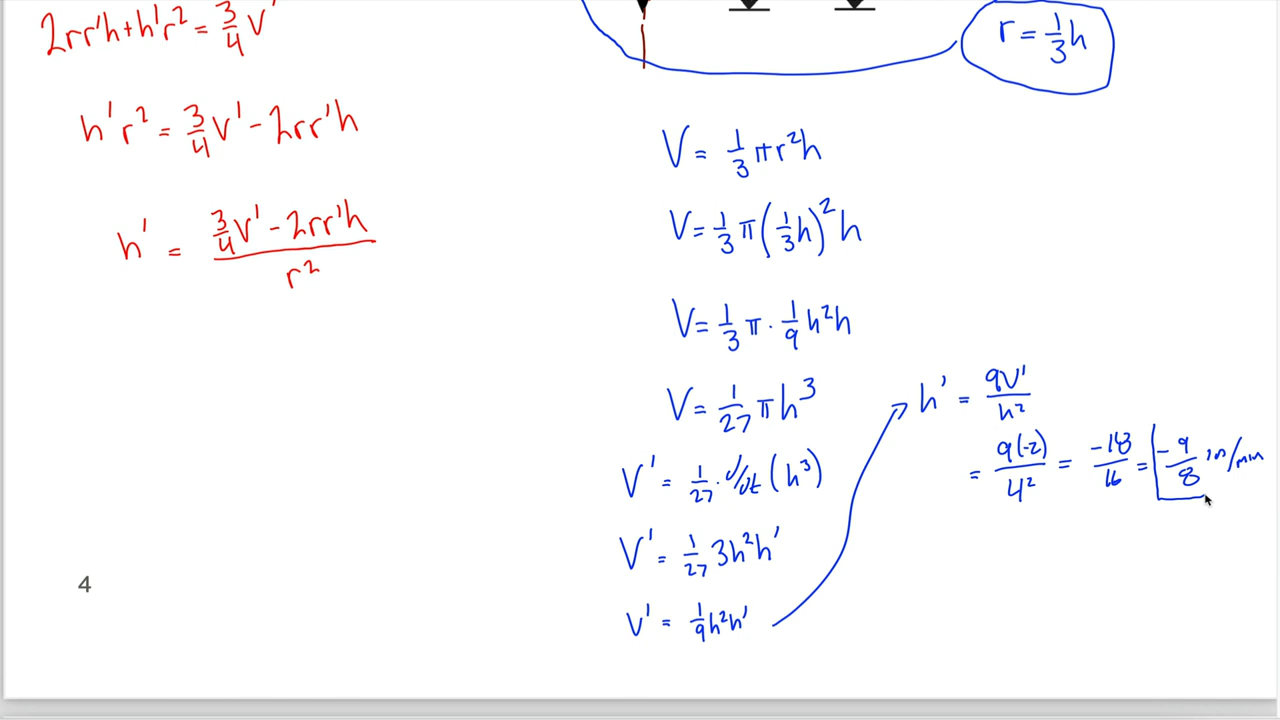 2rr'h+h'r² = 3/4 V'
h'r² = 3/4 V' - 2rr'h
h' = (3/4 V' - 2rr'h)/r²
r = 1/3 h
V = 1/3 πr²h
V = 1/3 π(1/3 h)² h
V = 1/3 π · 1/9 h²h
V = 1/27 πh³
V' = 1/27 · d/dt (h³)
V' = 1/27 3h²h'
V' = 1/9 h²h'
h' = 9V'/h²
= 9(-2)/4² = -18/16 = -9/8 in/min
4